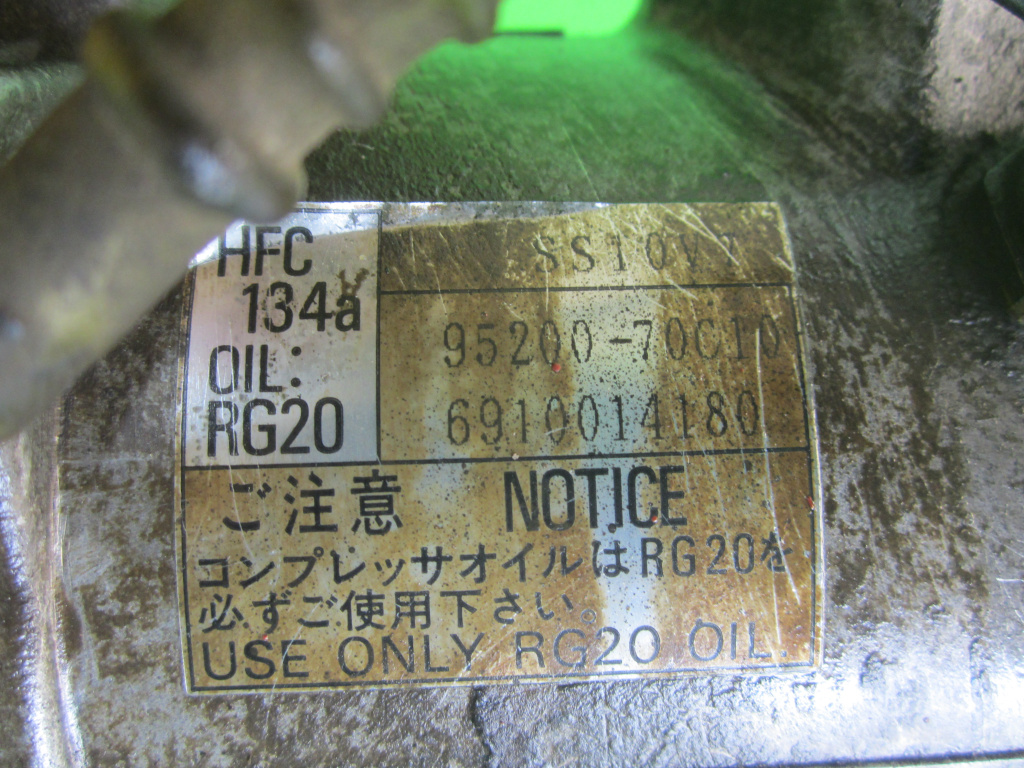 HFC
134a
OIL:
RG20
SS10V7
95200-70C10
6910014180
ご注意 NOTICE
コンプレッサオイルはRG20を
必ずご使用下さい。
USE ONLY RG20 OIL.